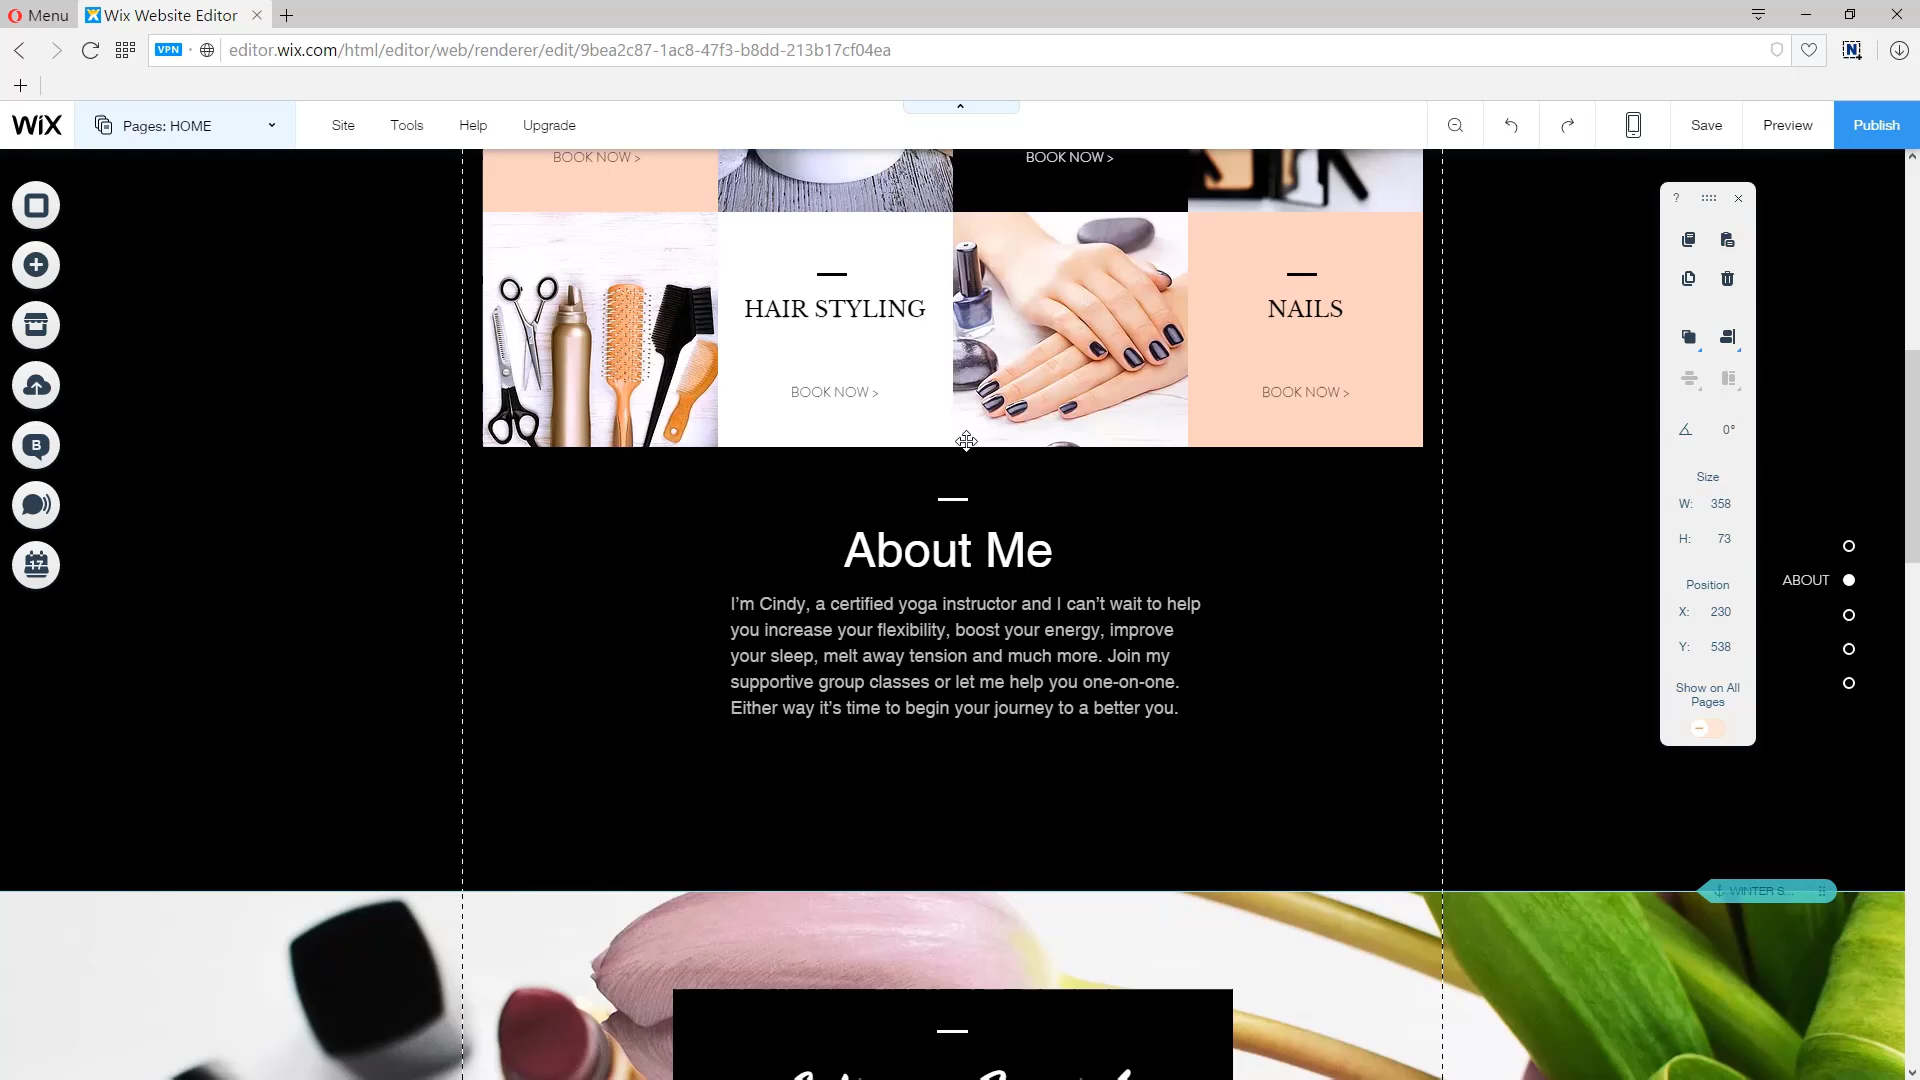 Menu
Wix Website Editor
VPN
editor.wix.com/html/editor/web/renderer/edit/9bea2c87-1ac8-47f3-b8dd-213b17cf04ea
N
WiX
Pages: HOME
Site
Tools
Help
Upgrade
Save
Preview
Publish
BOOK NOW >
BOOK NOW >
HAIR STYLING
NAILS
BOOK NOW >
BOOK NOW >
B
17
?
0°
Size
W: 358
H: 73
Position
X: 230
Y: 538
Show on All
Pages
ABOUT
About Me
I’m Cindy, a certified yoga instructor and I can’t wait to help
you increase your flexibility, boost your energy, improve
your sleep, melt away tension and much more. Join my
supportive group classes or let me help you one-on-one.
Either way it’s time to begin your journey to a better you.
WINTER S...